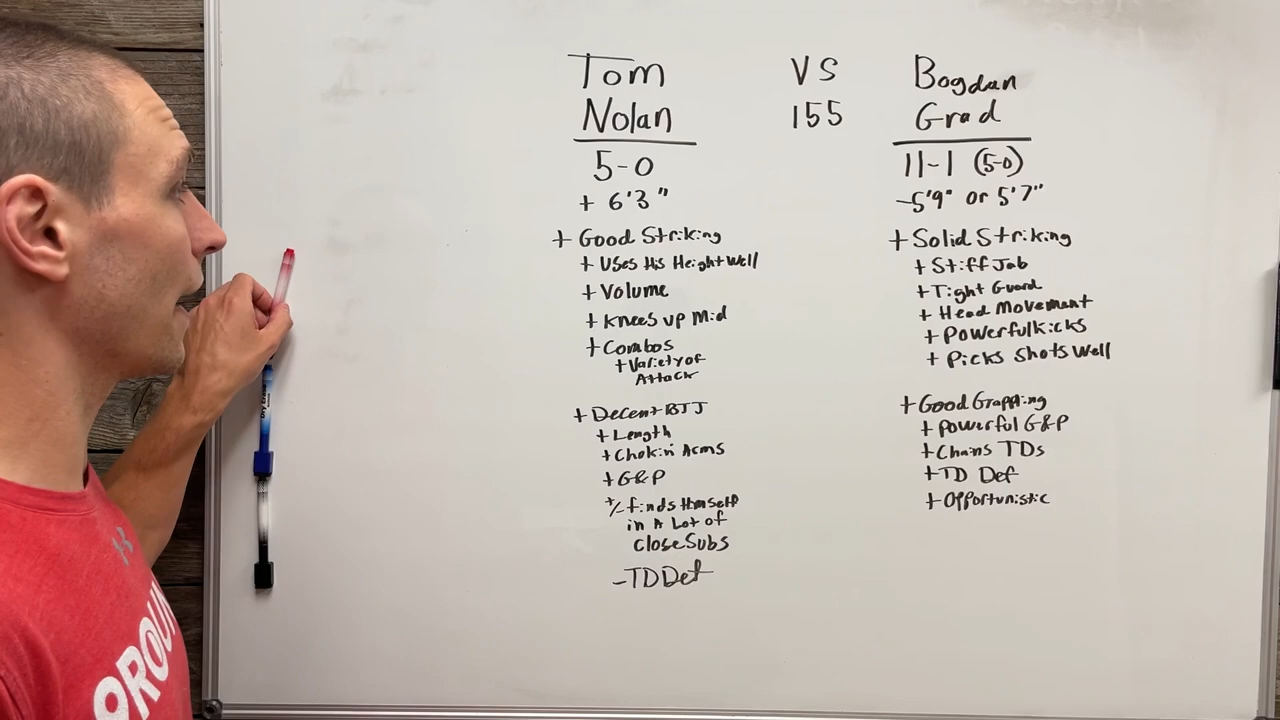 Tom VS Bogdan
Nolan 155 Grad
5-0
+ 6'3"
+ Good Striking
+ Uses His Height Well
+ Volume
+ Knees up Mid
+ Combos
+ Variety of
Attack
+ Decent BJJ
+ Length
+ Chokin Arms
+ G&P
+/- finds Himself
in A Lot of
Close Subs
- TD Def
11-1 (5-0)
-5'9" or 5'7"
+ Solid Striking
+ Stiff Jab
+ Tight Guard
+ Head Movement
+ Powerful Kicks
+ Picks Shots Well
+ Good Grappling
+ Powerful G&P
+ Chains TDs
+ TD Def
+ Opportunistic